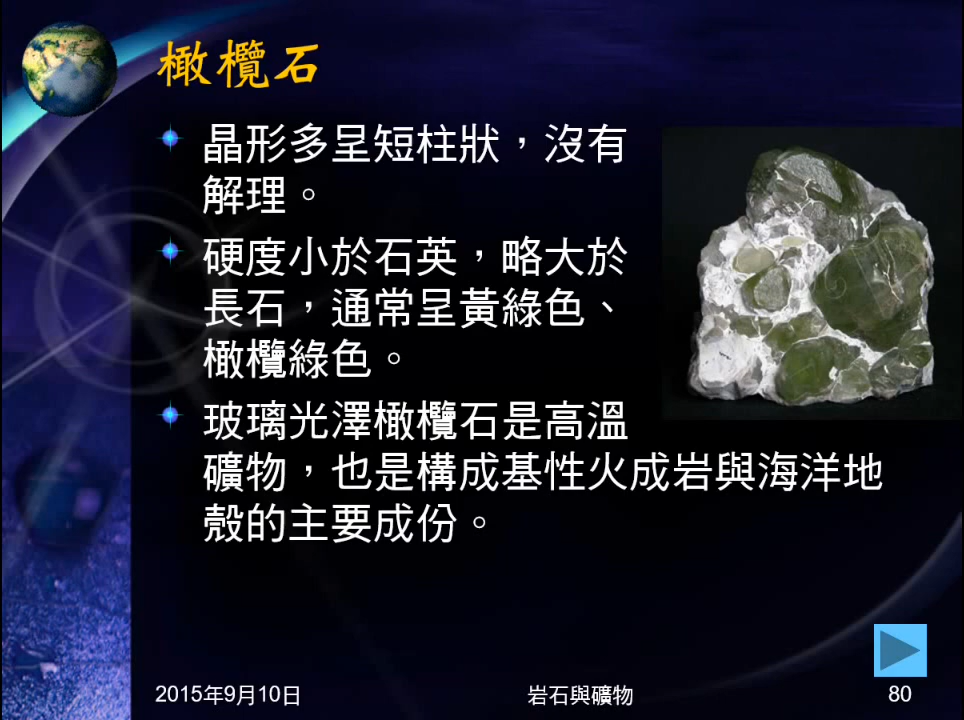 橄欖石
晶形多呈短柱狀，沒有
解理。
硬度小於石英，略大於
長石，通常呈黃綠色、
橄欖綠色。
玻璃光澤橄欖石是高溫
礦物，也是構成基性火成岩與海洋地
殼的主要成份。
2015年9月10日
岩石與礦物
80